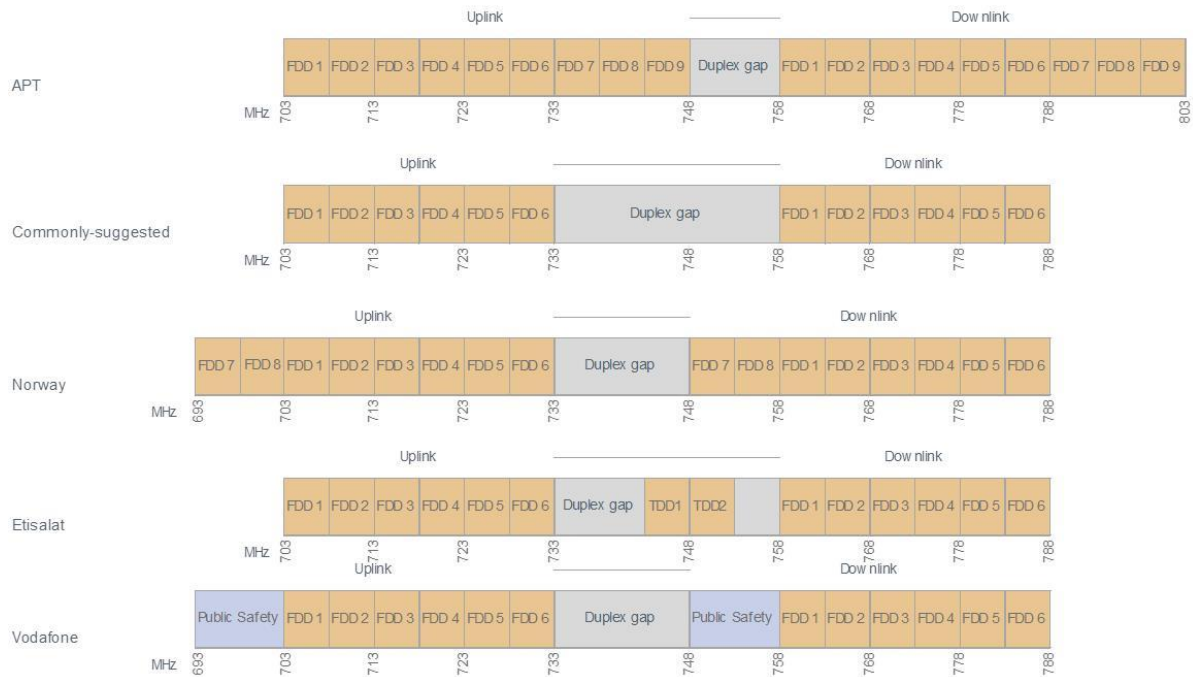 Uplink Downlink
APT FDD 1 FDD 2 FDD 3 FDD 4 FDD 5 FDD 6 FDD 7 FDD 8 FDD 9 Duplex gap FDD 1 FDD 2 FDD 3 FDD 4 FDD 5 FDD 6 FDD 7 FDD 8 FDD 9
MHz 703 713 723 733 748 758 768 778 788 803
Uplink Downlink
Commonly-suggested FDD 1 FDD 2 FDD 3 FDD 4 FDD 5 FDD 6 Duplex gap FDD 1 FDD 2 FDD 3 FDD 4 FDD 5 FDD 6
MHz 703 713 723 733 748 758 768 778 788
Uplink Downlink
Norway FDD 7 FDD 8 FDD 1 FDD 2 FDD 3 FDD 4 FDD 5 FDD 6 Duplex gap FDD 7 FDD 8 FDD 1 FDD 2 FDD 3 FDD 4 FDD 5 FDD 6
MHz 693 703 713 723 733 748 758 768 778 788
Uplink Downlink
Etisalat FDD 1 FDD 2 FDD 3 FDD 4 FDD 5 FDD 6 Duplex gap TDD1 TDD2 FDD 1 FDD 2 FDD 3 FDD 4 FDD 5 FDD 6
MHz 703 713 723 733 748 758 768 778 788
Uplink Downlink
Vodafone Public Safety FDD 1 FDD 2 FDD 3 FDD 4 FDD 5 FDD 6 Duplex gap Public Safety FDD 1 FDD 2 FDD 3 FDD 4 FDD 5 FDD 6
MHz 693 703 713 723 733 748 758 768 778 788